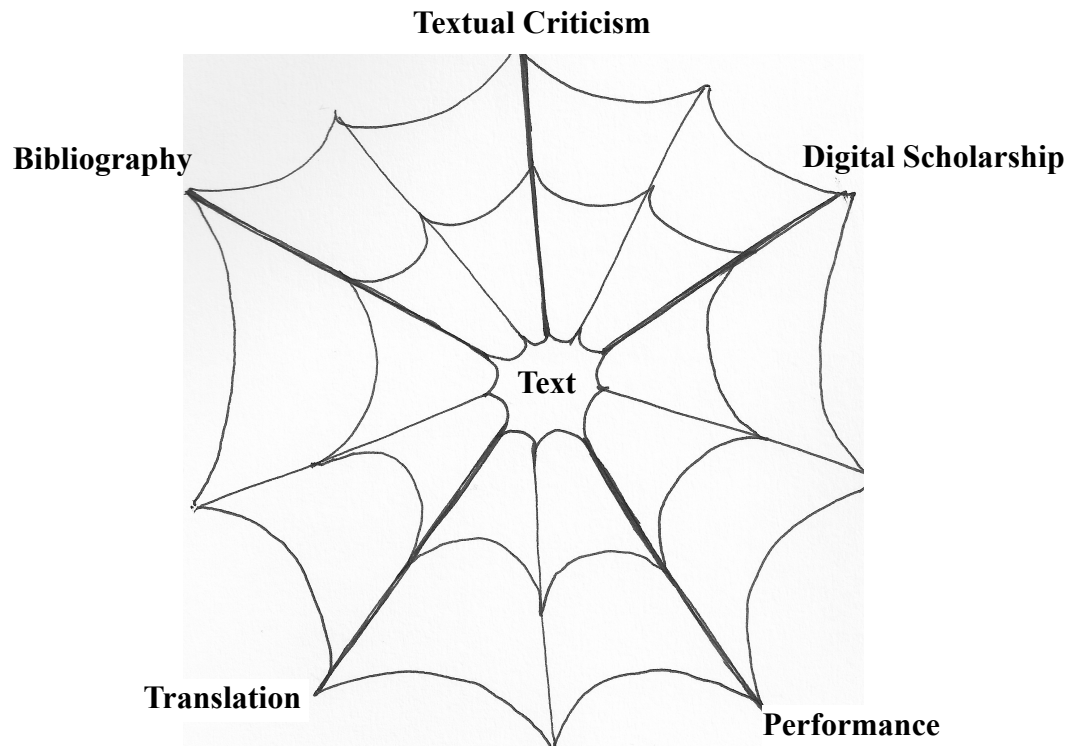 Textual Criticism
Bibliography
Digital Scholarship
Text
Translation
Performance